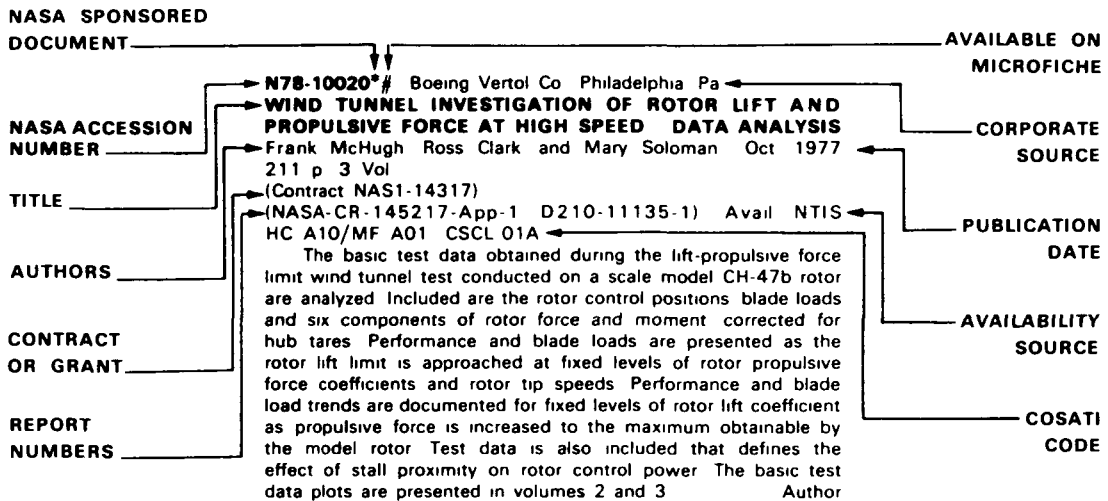 NASA SPONSORED
DOCUMENT
AVAILABLE ON
MICROFICHE
N78-10020*# Boeing Vertol Co Philadelphia Pa
WIND TUNNEL INVESTIGATION OF ROTOR LIFT AND
PROPULSIVE FORCE AT HIGH SPEED DATA ANALYSIS
NASA ACCESSION
NUMBER
CORPORATE
SOURCE
Frank McHugh Ross Clark and Mary Soloman Oct 1977
211 p 3 Vol
TITLE
(Contract NAS1-14317)
(NASA-CR-145217-App-1 D210-11135-1) Avail NTIS
HC A10/MF A01 CSCL 01A
PUBLICATION
DATE
AUTHORS
The basic test data obtained during the lift-propulsive force
limit wind tunnel test conducted on a scale model CH-47b rotor
are analyzed Included are the rotor control positions blade loads
and six components of rotor force and moment corrected for
hub tares Performance and blade loads are presented as the
rotor lift limit is approached at fixed levels of rotor propulsive
force coefficients and rotor tip speeds Performance and blade
load trends are documented for fixed levels of rotor lift coefficient
as propulsive force is increased to the maximum obtainable by
the model rotor Test data is also included that defines the
effect of stall proximity on rotor control power The basic test
data plots are presented in volumes 2 and 3 Author
CONTRACT
OR GRANT
AVAILABILITY
SOURCE
REPORT
NUMBERS
COSATI
CODE